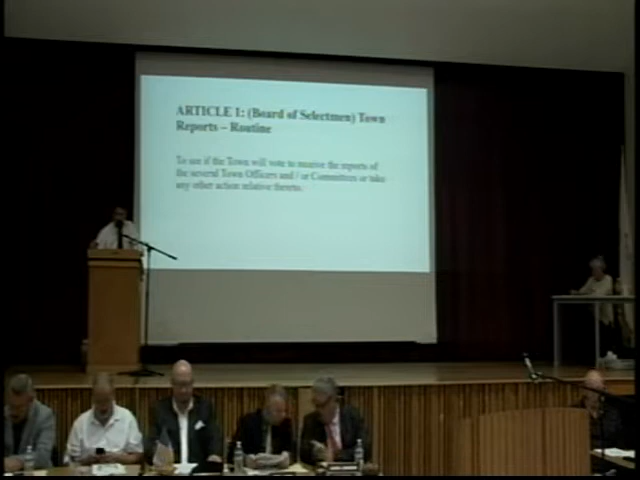 ARTICLE 1: (Board of Selectmen) Town
Reports – Routine
To see if the Town will vote to receive the reports of
the several Town Officers and / or Committees or take
any other action relative thereto.